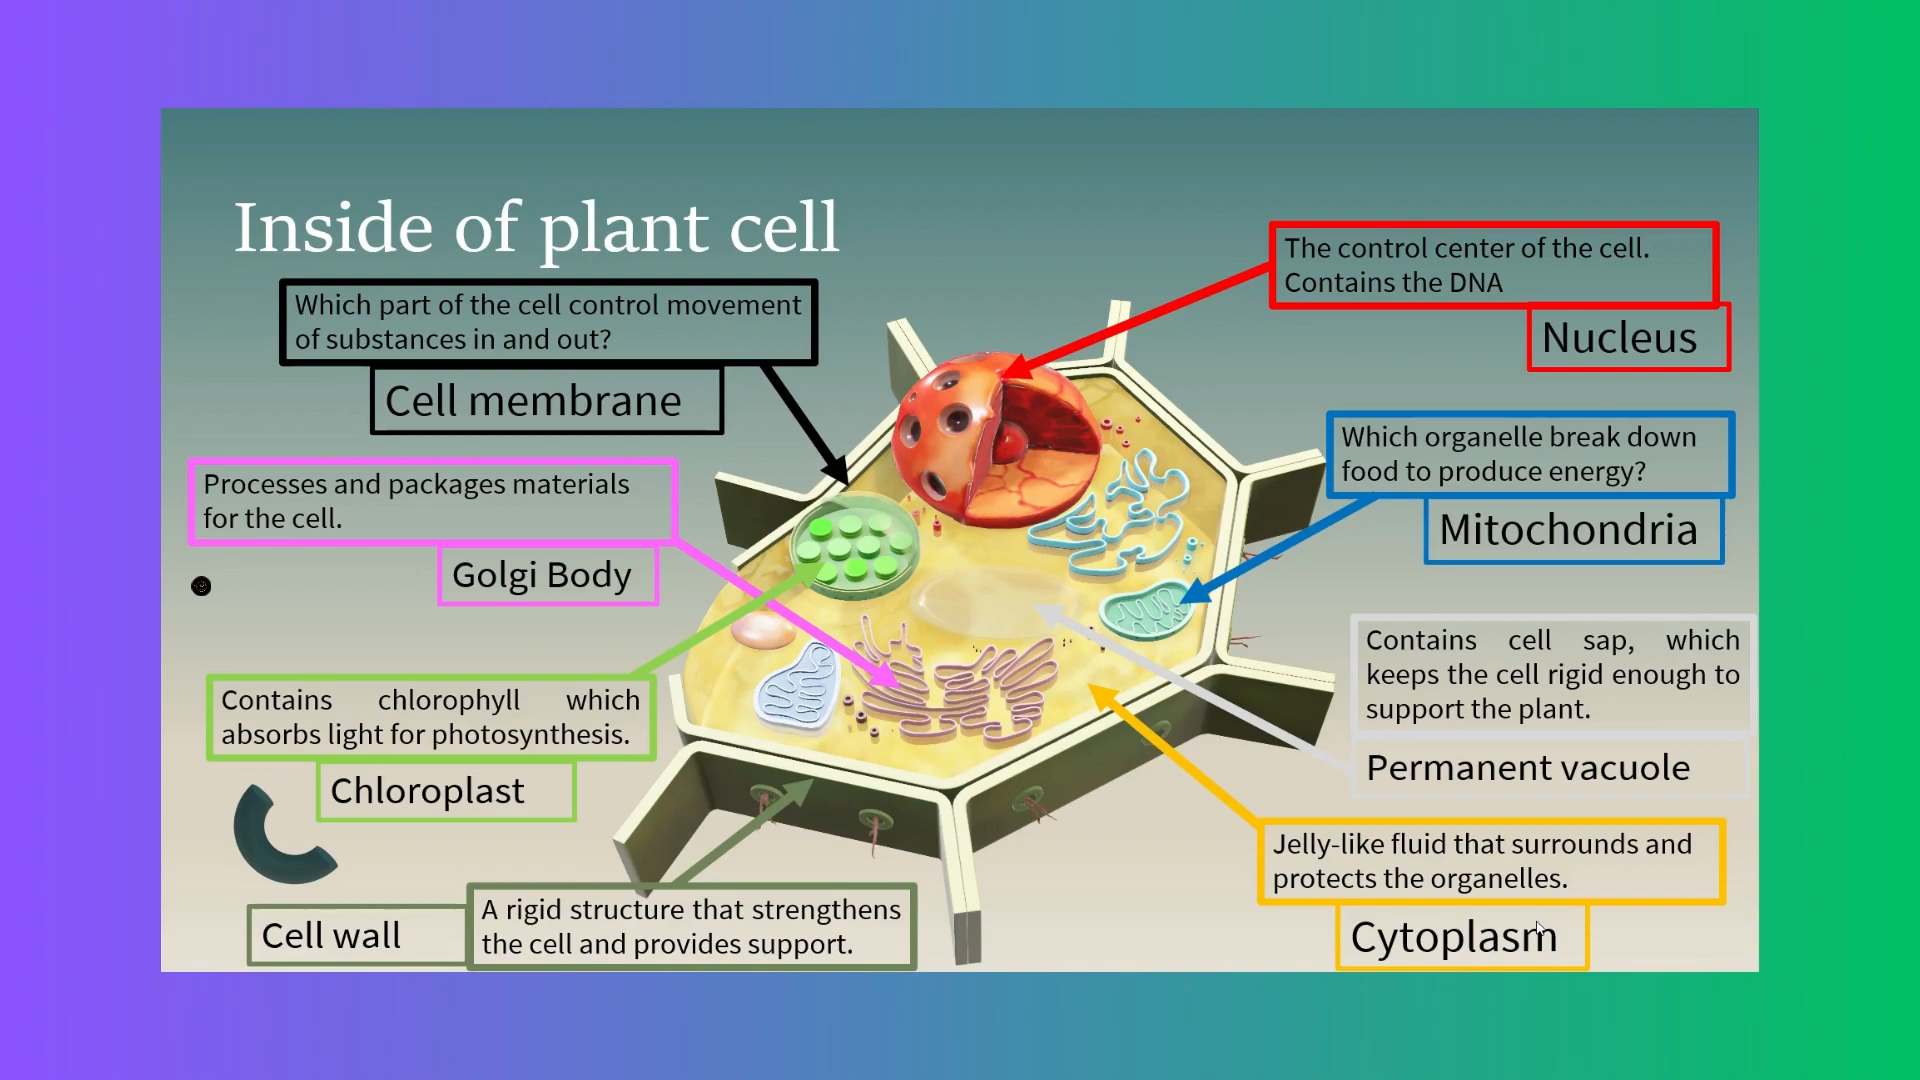 Inside of plant cell
Which part of the cell control movement
of substances in and out?
Cell membrane
Processes and packages materials
for the cell.
Golgi Body
Contains chlorophyll which
absorbs light for photosynthesis.
Chloroplast
Cell wall
A rigid structure that strengthens
the cell and provides support.
The control center of the cell.
Contains the DNA
Nucleus
Which organelle break down
food to produce energy?
Mitochondria
Contains cell sap, which
keeps the cell rigid enough to
support the plant.
Permanent vacuole
Jelly-like fluid that surrounds and
protects the organelles.
Cytoplasm